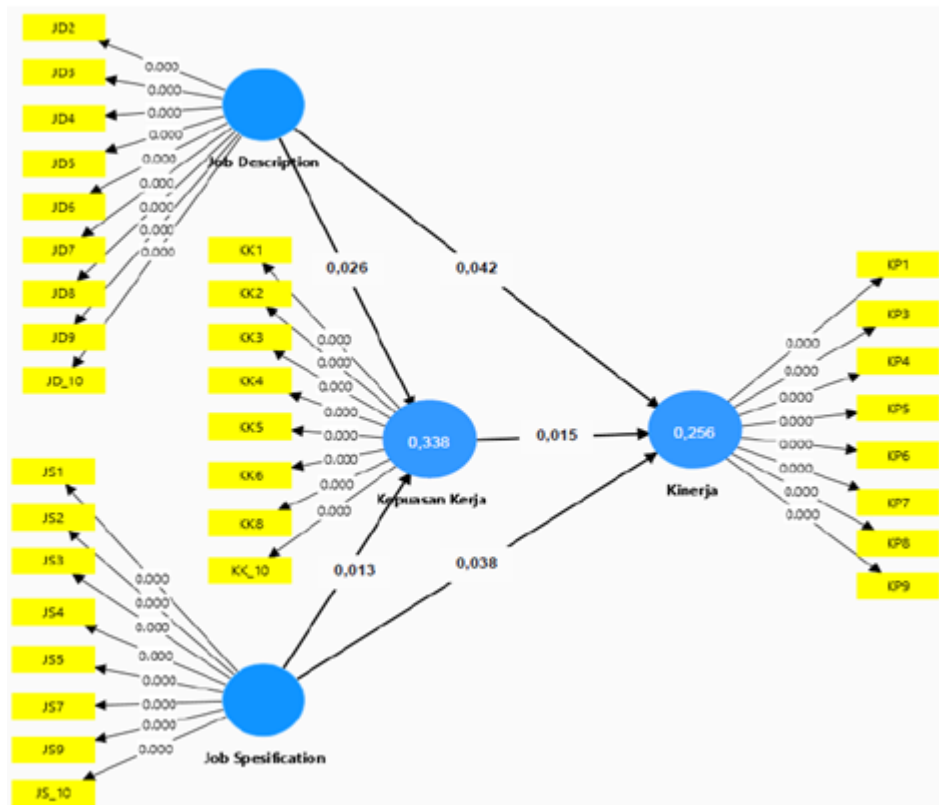 JD2
JD3
JD4
JD5
JD6
JD7
JD8
JD9
JD_10
0.000
0.000
0.000
0.000
0.000
0.000
0.000
0.000
0.000
Job Description
0,026
0,042
KK1
KK2
KK3
KK4
KK5
KK6
KK8
KK_10
0.000
0.000
0.000
0.000
0.000
0.000
0.000
0.000
0,338
Kepuasan Kerja
0,015
0,256
Kinerja
KP1
KP3
KP4
KP5
KP6
KP7
KP8
KP9
0.000
0.000
0.000
0.000
0.000
0.000
0.000
0.000
0,013
0,038
JS1
JS2
JS3
JS4
JS5
JS7
JS9
JS_10
0.000
0.000
0.000
0.000
0.000
0.000
0.000
0.000
Job Spesification